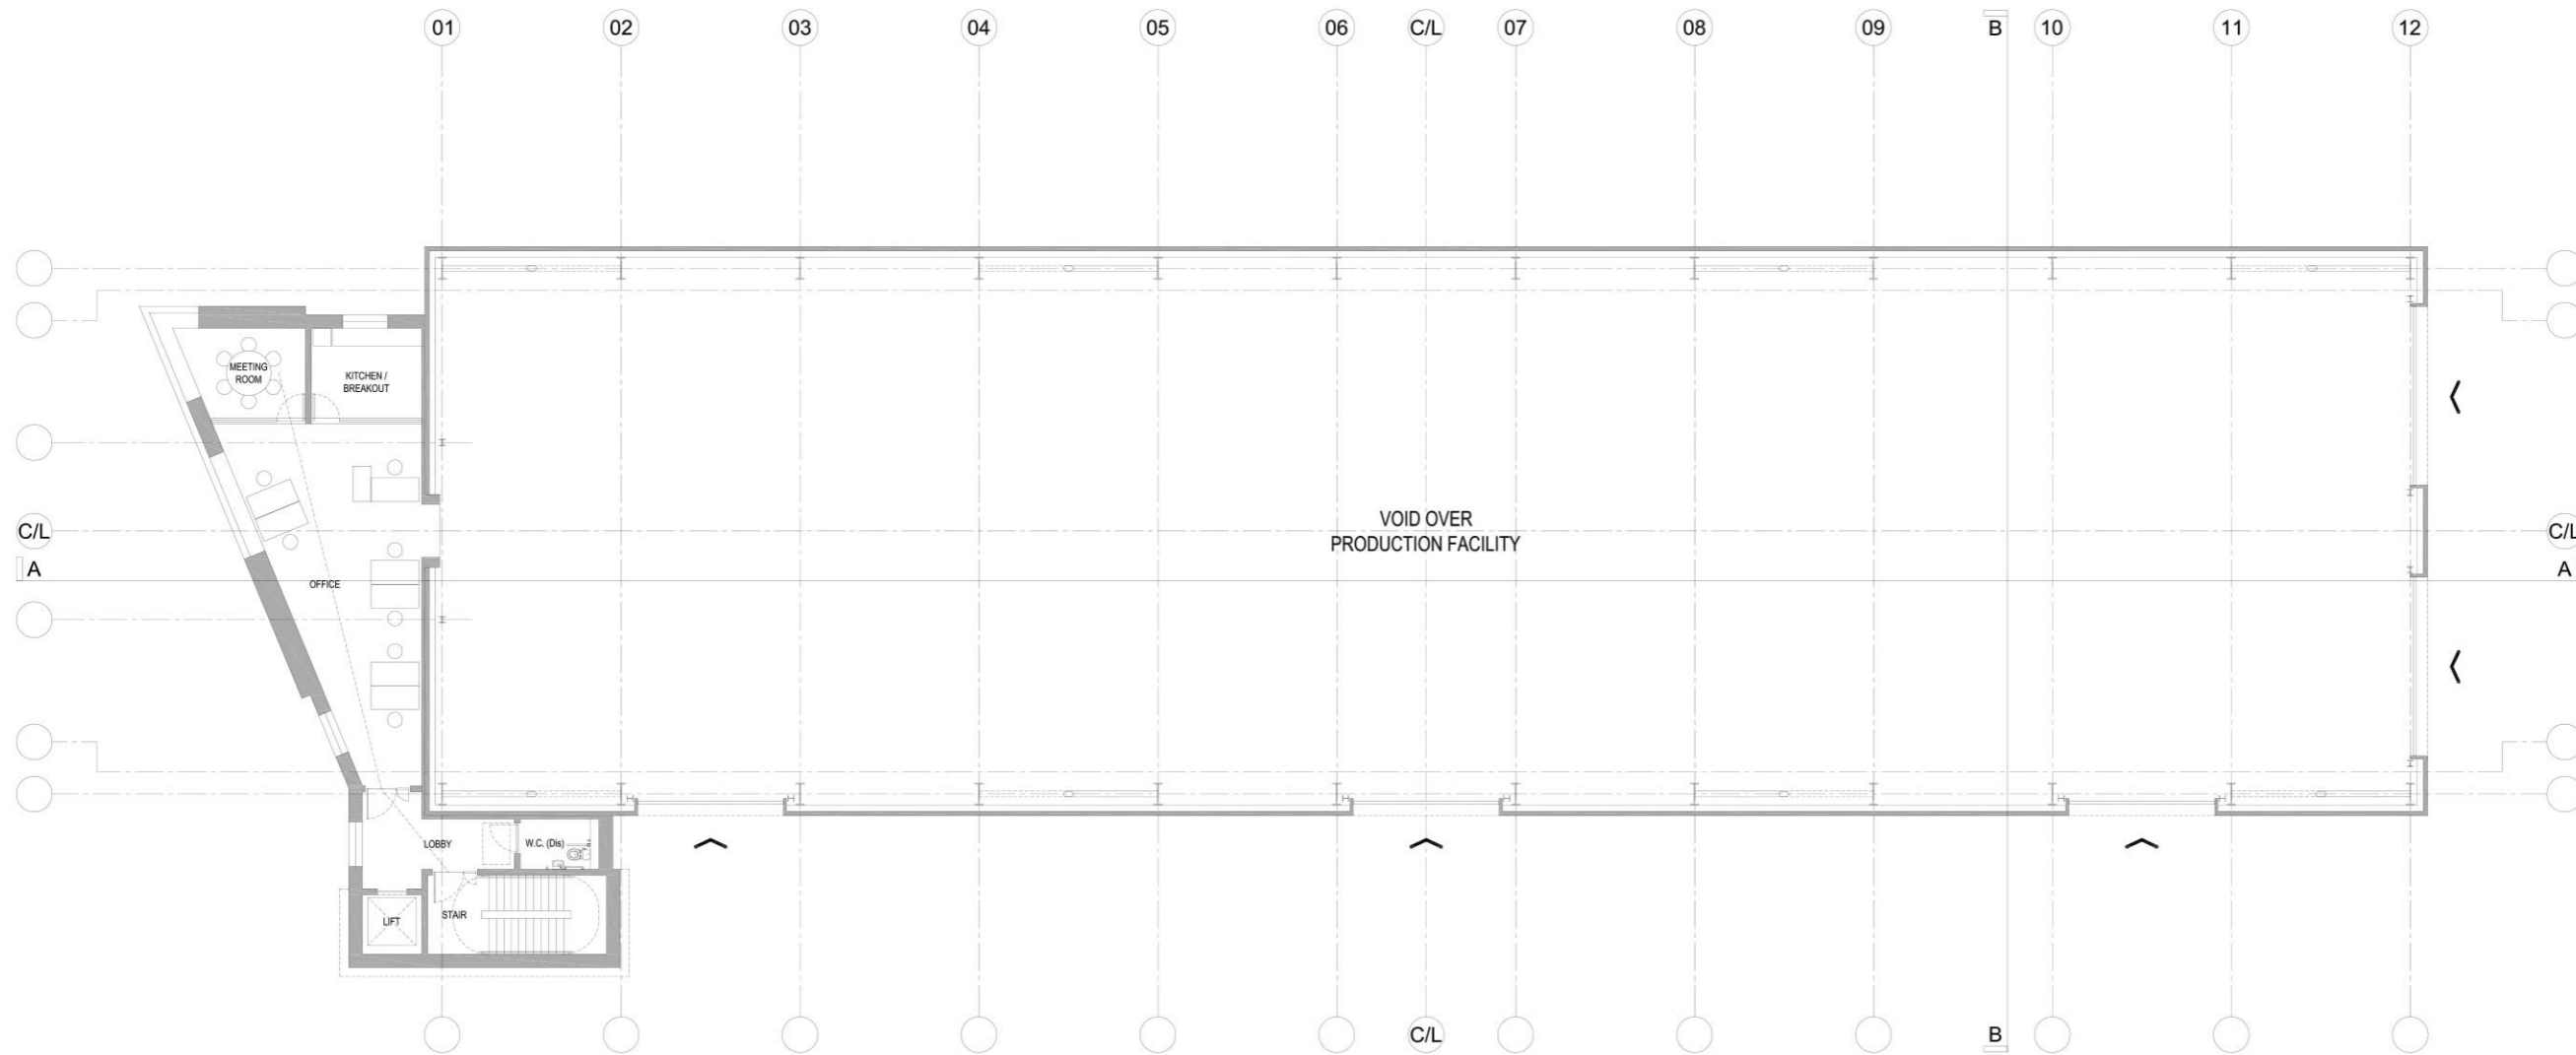 01
02
03
04
05
06
C/L
07
08
09
B
10
11
12
MEETING
ROOM
KITCHEN /
BREAKOUT
C/L
C/L
VOID OVER
PRODUCTION FACILITY
A
A
OFFICE
LOBBY
W.C. (Dis)
LIFT
STAIR
C/L
B